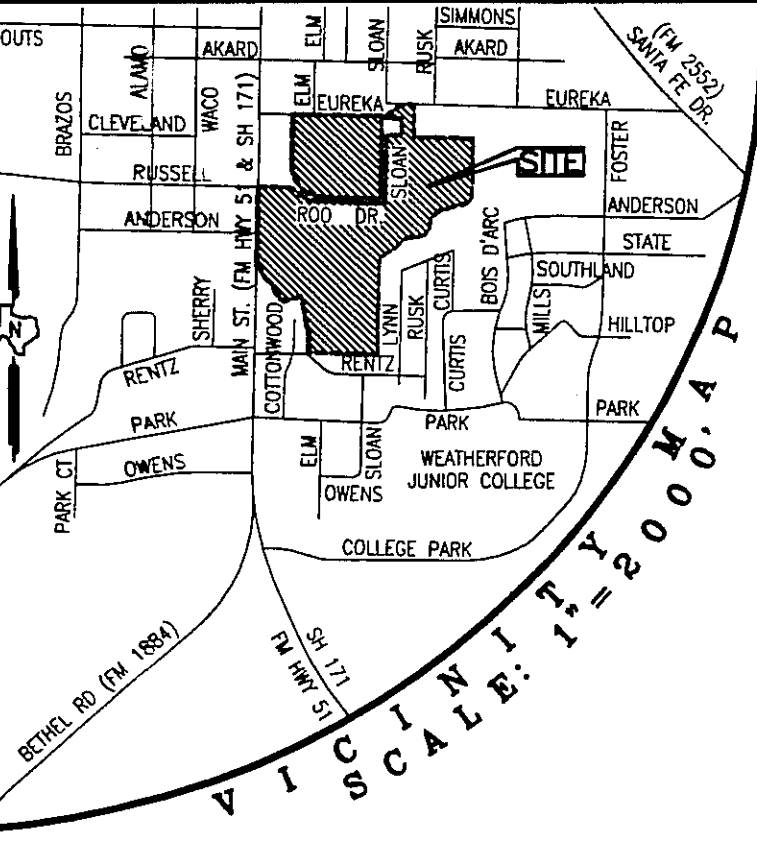 OUTS
ELM
SLOAN
SIMMONS
RUSK
AKARD
AKARD
(FM 2552)
SANTA FE DR.
ALAMO
WACO
BRAZOS
CLEVELAND
ELM
EUREKA
EUREKA
FOSTER
RUSSELL
SLOAN
SITE
ANDERSON
ROO DR.
ANDERSON
STATE
MAIN ST. (FM HWY 51 & SH 171)
BOIS D'ARC
SOUTHLAND
N
SHERRY
COTTONWOOD
LYNN
RUSK
CURTIS
CURTIS
MILLS
HILLTOP
RENTZ
RENTZ
PARK
PARK
PARK
PARK CT
OWENS
ELM
OWENS
SLOAN
WEATHERFORD
JUNIOR COLLEGE
COLLEGE PARK
BETHEL RD (FM 1884)
SH 171
FM HWY 51
VICINITY MAP
SCALE: 1"=2000'